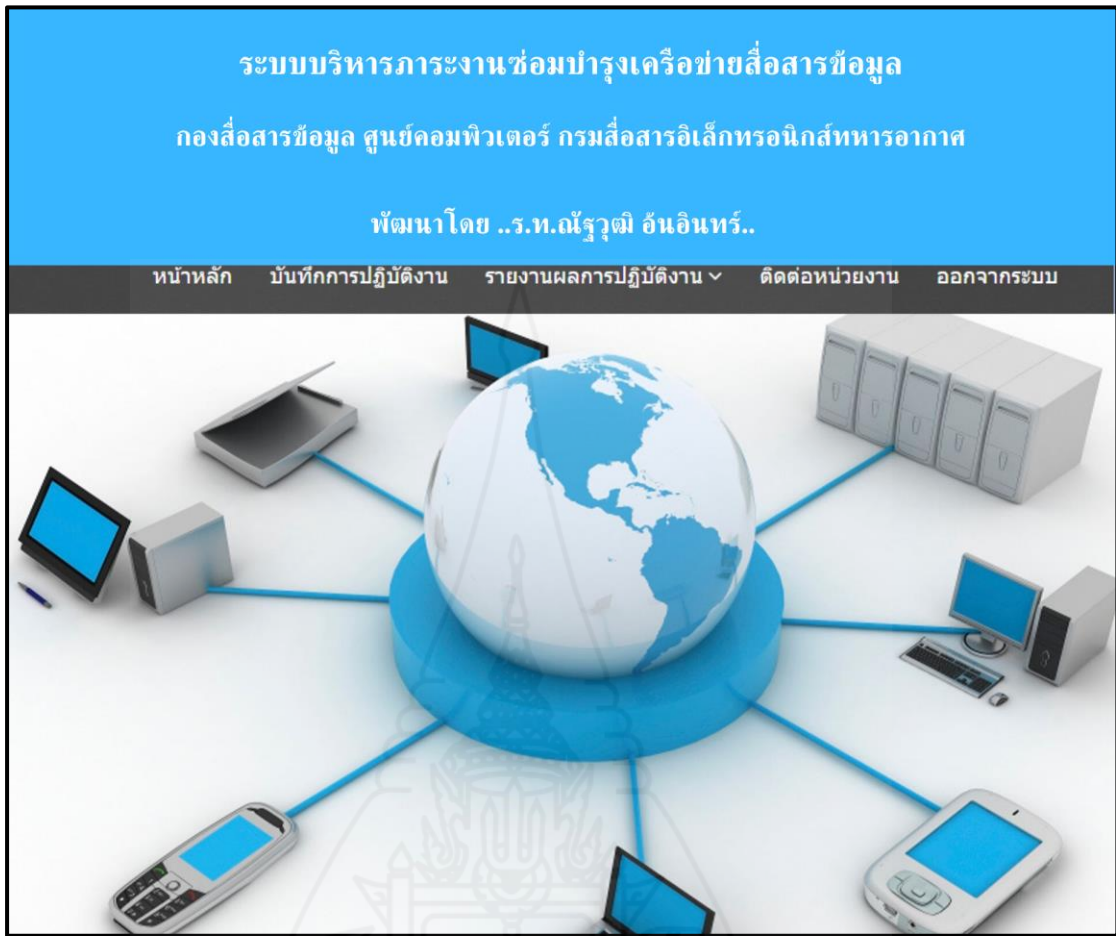 ระบบบริหารภาระงานซ่อมบำรุงเครือข่ายสื่อสารข้อมูล
กองสื่อสารข้อมูล ศูนย์คอมพิวเตอร์ กรมสื่อสารอิเล็กทรอนิกส์ทหารอากาศ
พัฒนาโดย ..ร.ท.ณัฐวุฒิ อ้นอินทร์..
หน้าหลัก บันทึกการปฏิบัติงาน รายงานผลการปฏิบัติงาน ติดต่อหน่วยงาน ออกจากระบบ